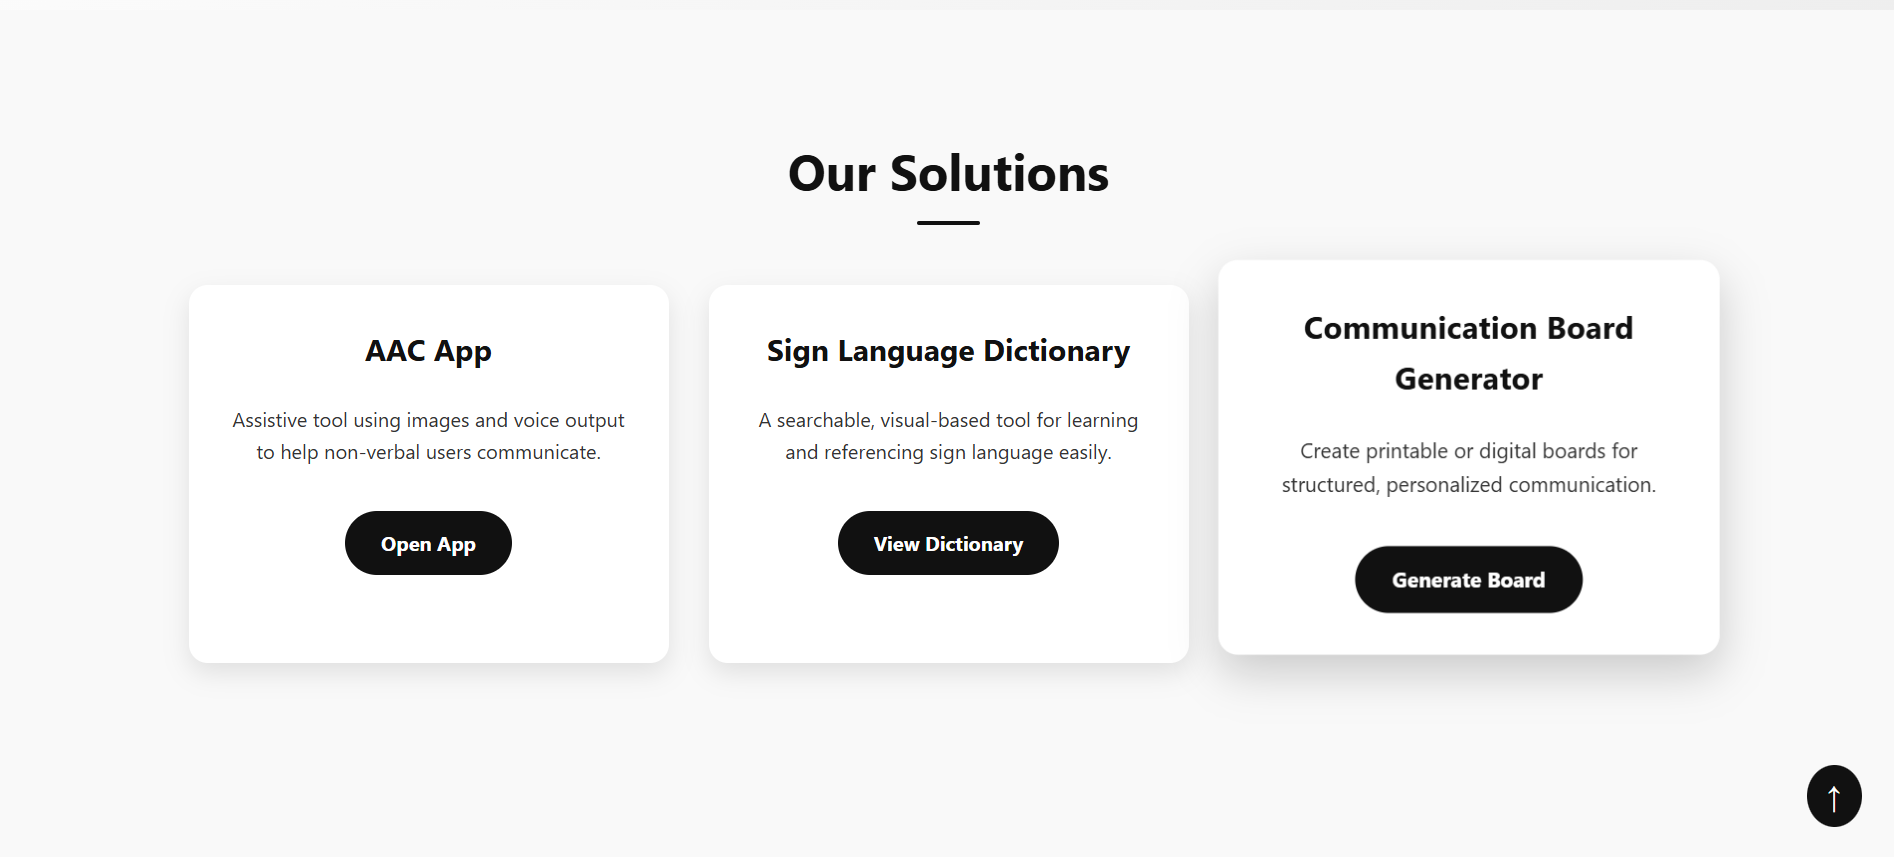 Our Solutions
AAC App
Assistive tool using images and voice output
to help non-verbal users communicate.
Open App
Sign Language Dictionary
A searchable, visual-based tool for learning
and referencing sign language easily.
View Dictionary
Communication Board
Generator
Create printable or digital boards for
structured, personalized communication.
Generate Board
↑